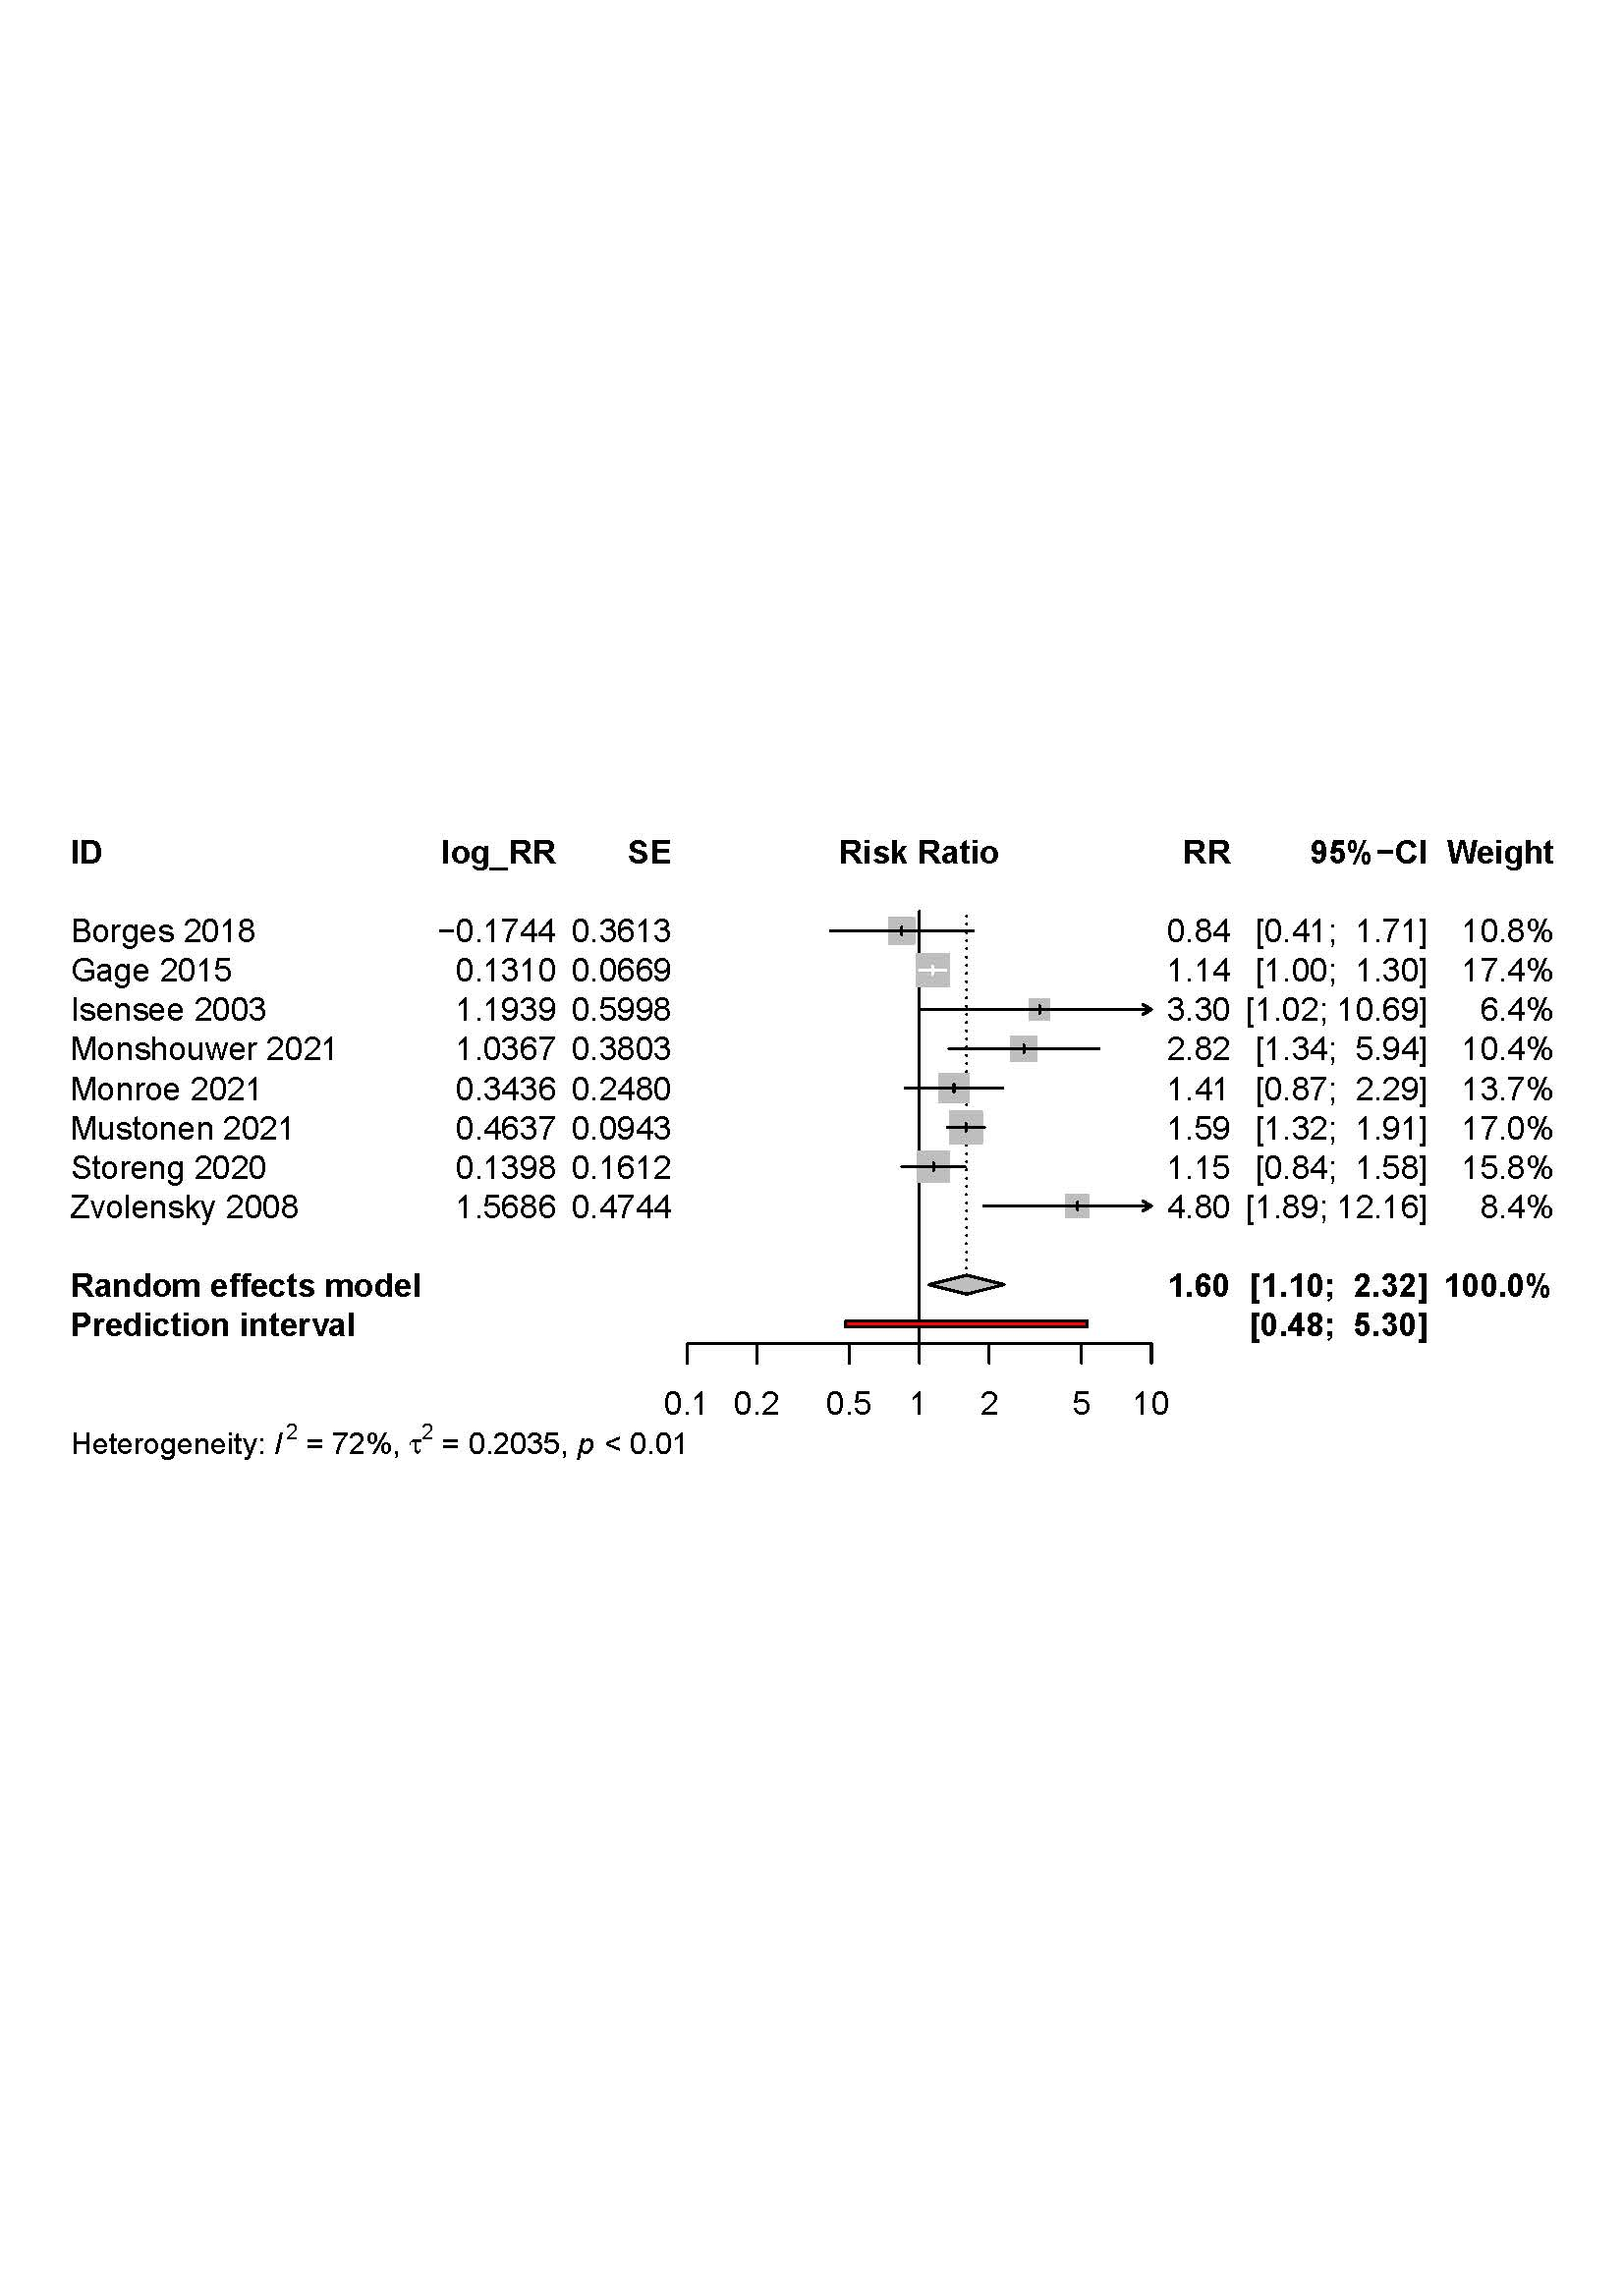 ID log_RR SE Risk Ratio RR 95%−CI Weight
Borges 2018 −0.1744 0.3613 0.84 [0.41; 1.71] 10.8%
Gage 2015 0.1310 0.0669 1.14 [1.00; 1.30] 17.4%
Isensee 2003 1.1939 0.5998 3.30 [1.02; 10.69] 6.4%
Monshouwer 2021 1.0367 0.3803 2.82 [1.34; 5.94] 10.4%
Monroe 2021 0.3436 0.2480 1.41 [0.87; 2.29] 13.7%
Mustonen 2021 0.4637 0.0943 1.59 [1.32; 1.91] 17.0%
Storeng 2020 0.1398 0.1612 1.15 [0.84; 1.58] 15.8%
Zvolensky 2008 1.5686 0.4744 4.80 [1.89; 12.16] 8.4%
Random effects model 1.60 [1.10; 2.32] 100.0%
Prediction interval [0.48; 5.30]
0.1 0.2 0.5 1 2 5 10
Heterogeneity: I² = 72%, τ² = 0.2035, p < 0.01